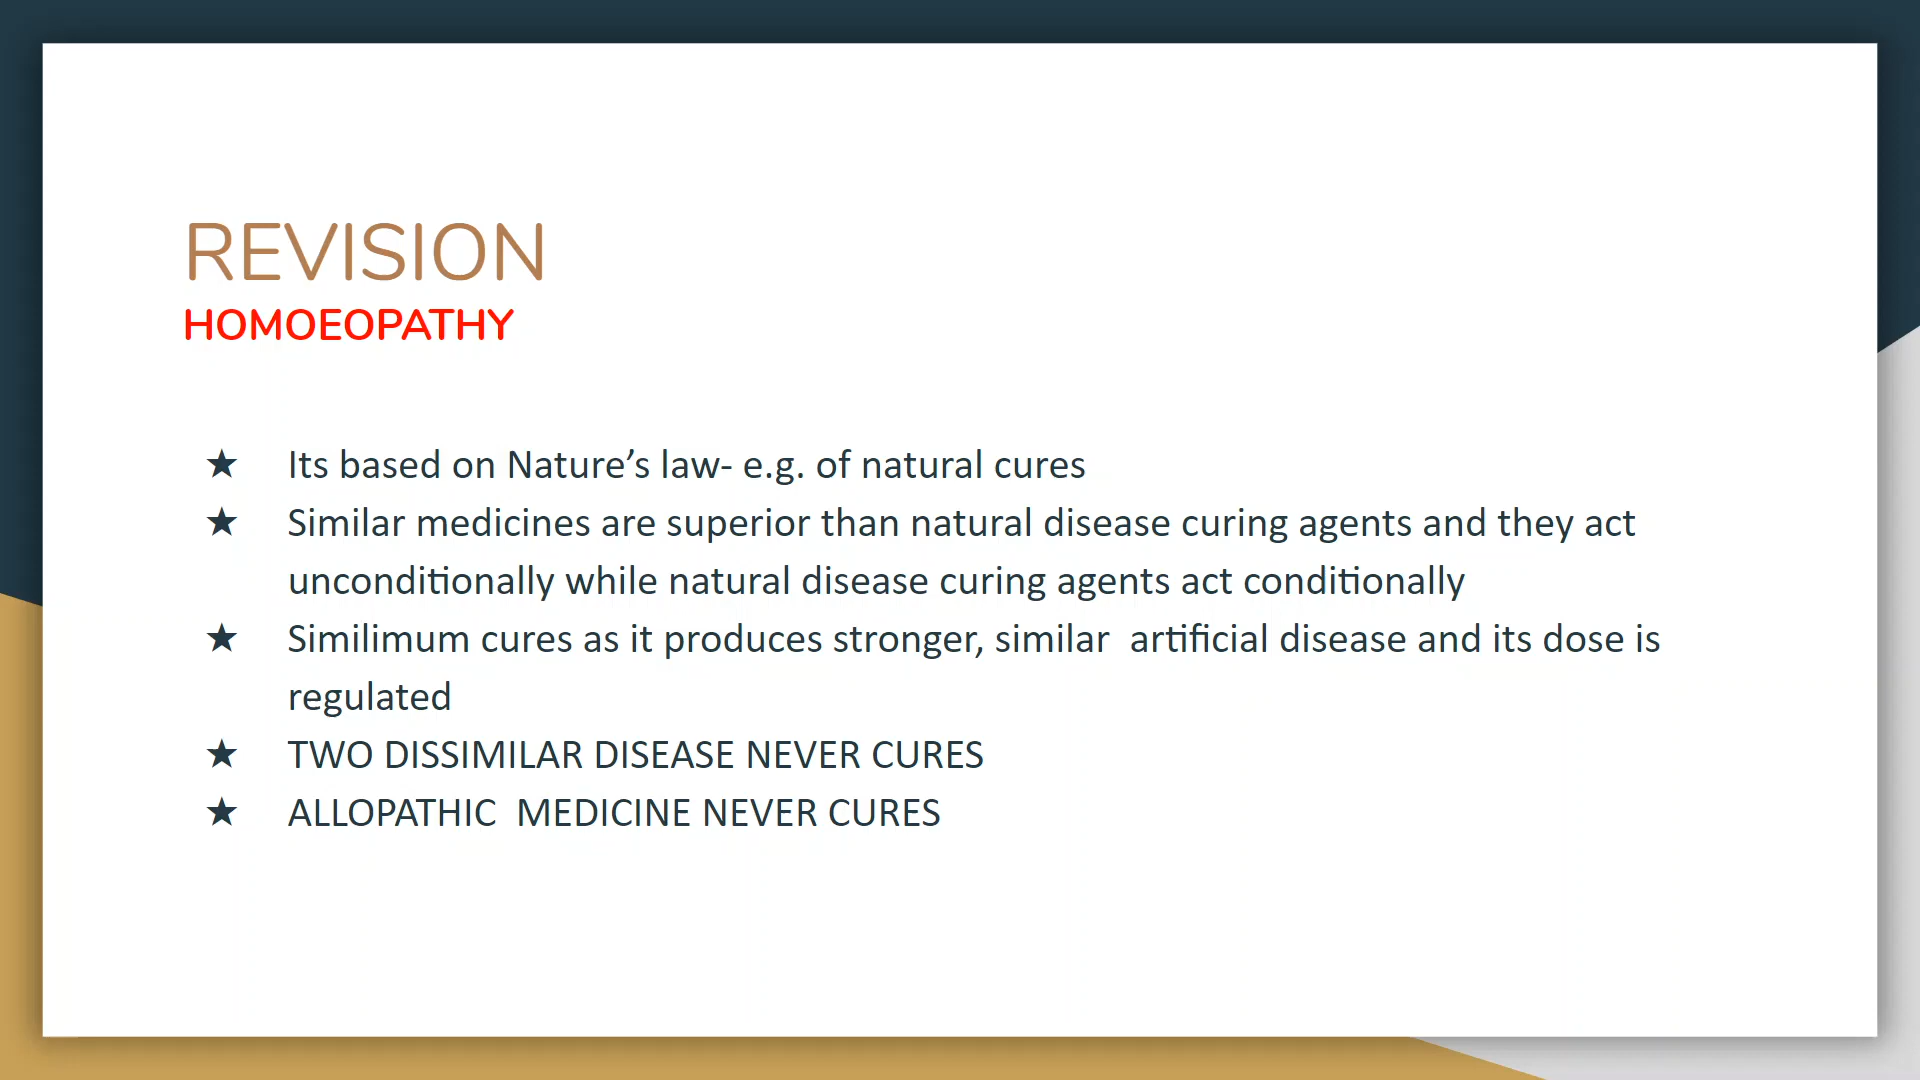 REVISION
HOMOEOPATHY
★ Its based on Nature’s law- e.g. of natural cures
★ Similar medicines are superior than natural disease curing agents and they act
unconditionally while natural disease curing agents act conditionally
★ Similimum cures as it produces stronger, similar  artificial disease and its dose is
regulated
★ TWO DISSIMILAR DISEASE NEVER CURES
★ ALLOPATHIC  MEDICINE NEVER CURES